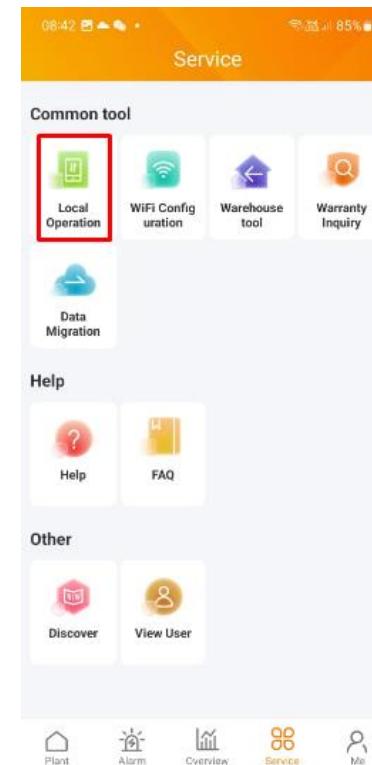 08:42 85%
Service
Common tool
Local
Operation
WiFi Config
uration
Warehouse
tool
Warranty
Inquiry
Data
Migration
Help
Help
FAQ
Other
Discover
View User
Plant Alarm Overview Service Me